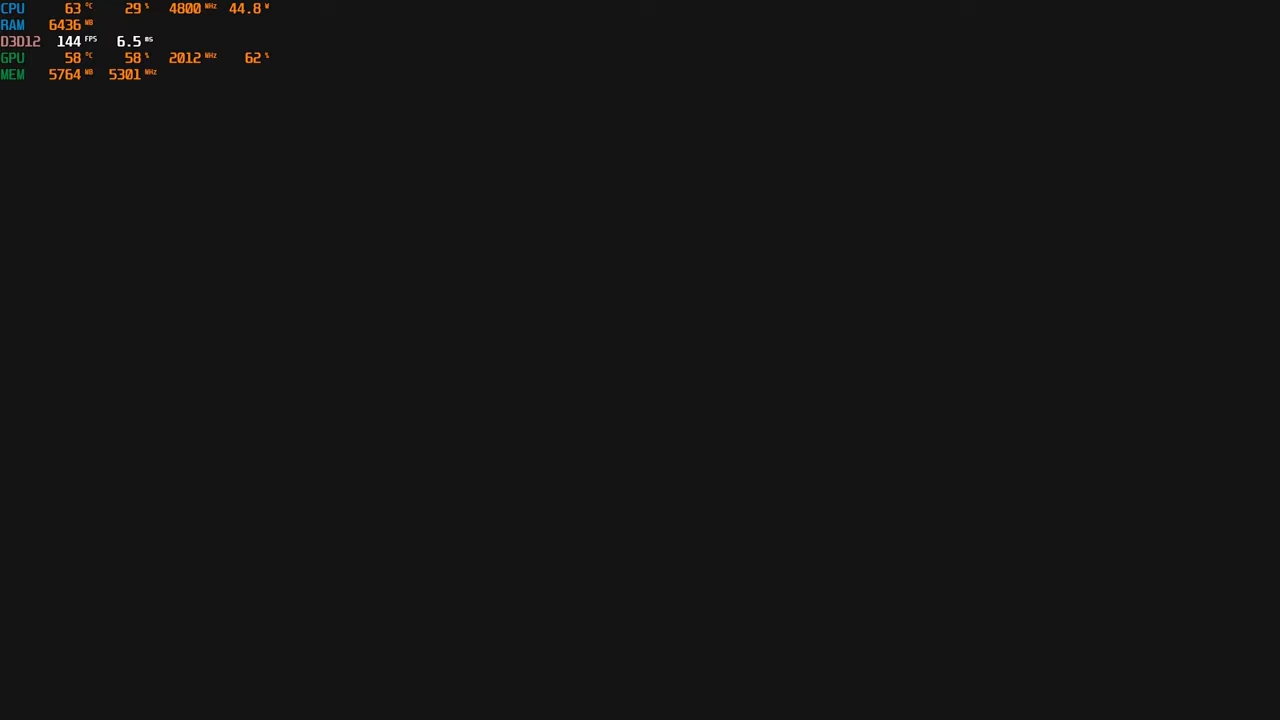 CPU 63 °C 29 % 4800 MHz 44.8 W
RAM 6436 MB
D3D12 144 FPS 6.5 ms
GPU 58 °C 58 % 2012 MHz 62 %
MEM 5764 MB 5301 MHz